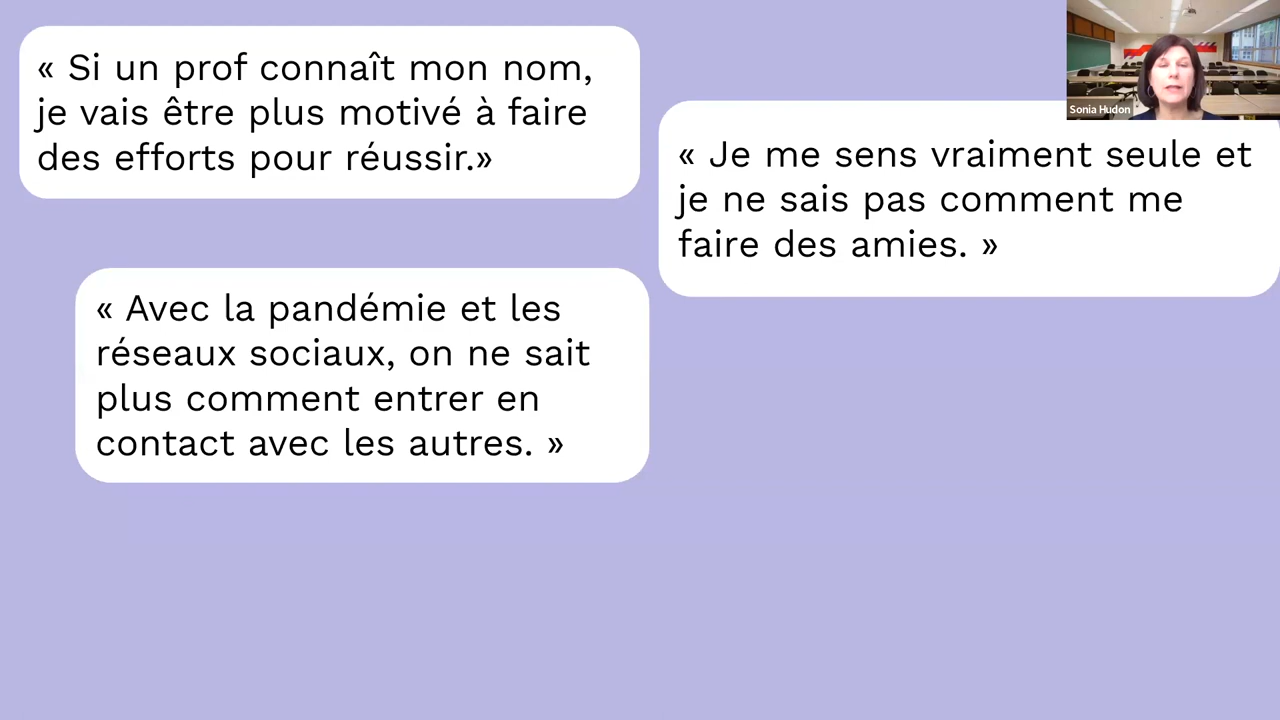 « Si un prof connaît mon nom,
je vais être plus motivé à faire
des efforts pour réussir.»
Sonia Hudon
« Je me sens vraiment seule et
je ne sais pas comment me
faire des amies. »
« Avec la pandémie et les
réseaux sociaux, on ne sait
plus comment entrer en
contact avec les autres. »